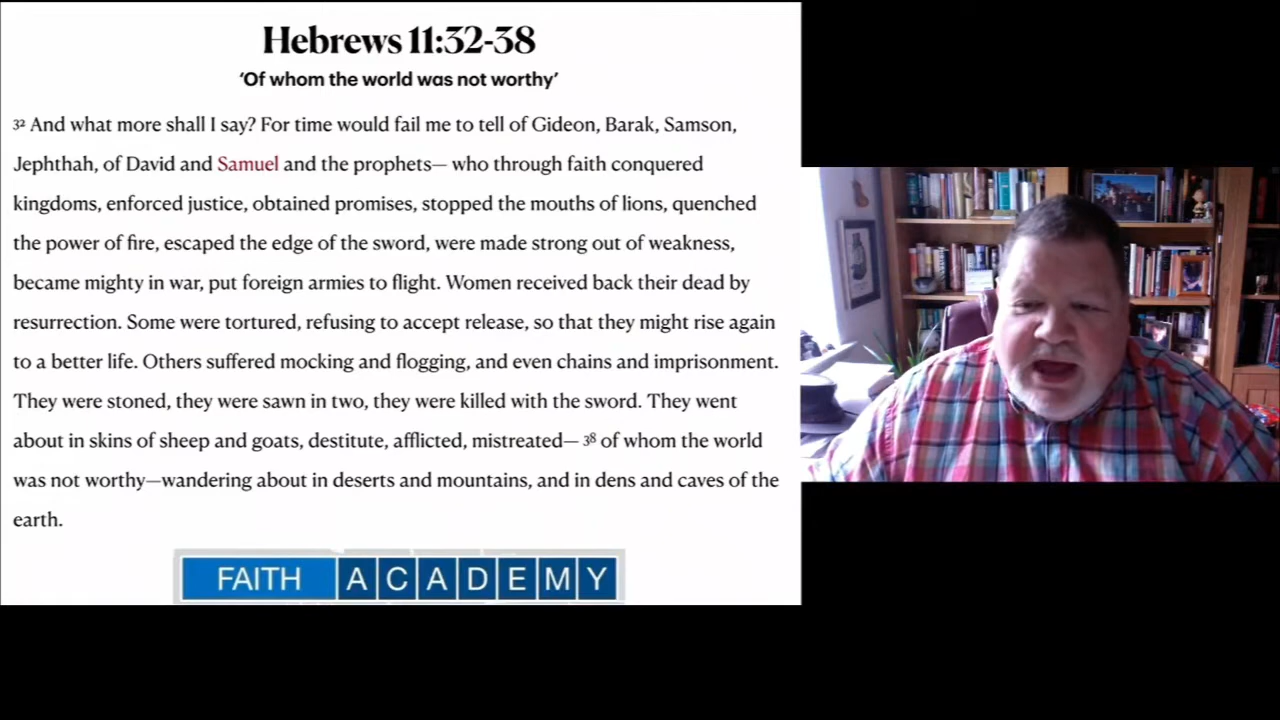 Hebrews 11:32-38
‘Of whom the world was not worthy’
32 And what more shall I say? For time would fail me to tell of Gideon, Barak, Samson,
Jephthah, of David and Samuel and the prophets— who through faith conquered
kingdoms, enforced justice, obtained promises, stopped the mouths of lions, quenched
the power of fire, escaped the edge of the sword, were made strong out of weakness,
became mighty in war, put foreign armies to flight. Women received back their dead by
resurrection. Some were tortured, refusing to accept release, so that they might rise again
to a better life. Others suffered mocking and flogging, and even chains and imprisonment.
They were stoned, they were sawn in two, they were killed with the sword. They went
about in skins of sheep and goats, destitute, afflicted, mistreated— 38 of whom the world
was not worthy—wandering about in deserts and mountains, and in dens and caves of the
earth.
FAITH ACADEMY